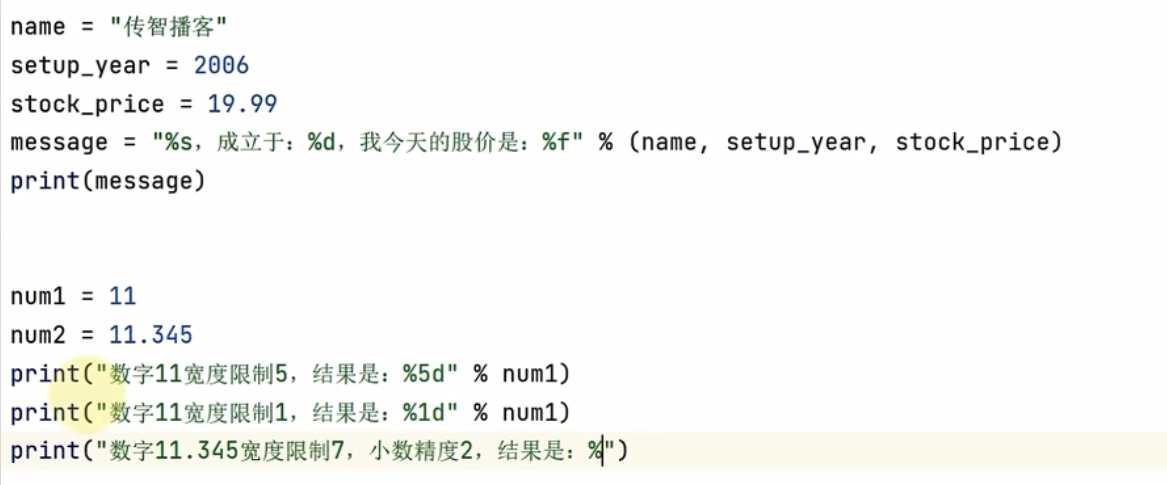 name = "传智播客"
setup_year = 2006
stock_price = 19.99
message = "%s，成立于：%d，我今天的股价是：%f" % (name, setup_year, stock_price)
print(message)
num1 = 11
num2 = 11.345
print("数字11宽度限制5，结果是：%5d" % num1)
print("数字11宽度限制1，结果是：%1d" % num1)
print("数字11.345宽度限制7，小数精度2，结果是：%")